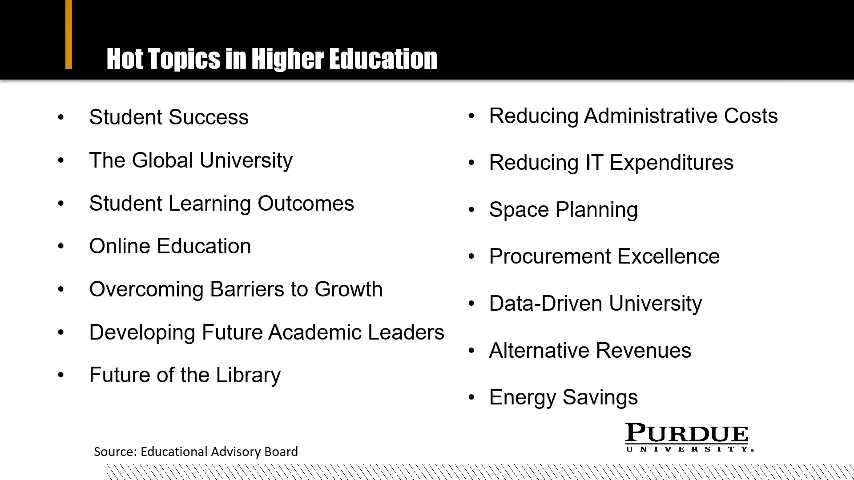 Hot Topics in Higher Education
• Student Success
• The Global University
• Student Learning Outcomes
• Online Education
• Overcoming Barriers to Growth
• Developing Future Academic Leaders
• Future of the Library
• Reducing Administrative Costs
• Reducing IT Expenditures
• Space Planning
• Procurement Excellence
• Data-Driven University
• Alternative Revenues
• Energy Savings
Source: Educational Advisory Board
PURDUE
UNIVERSITY.